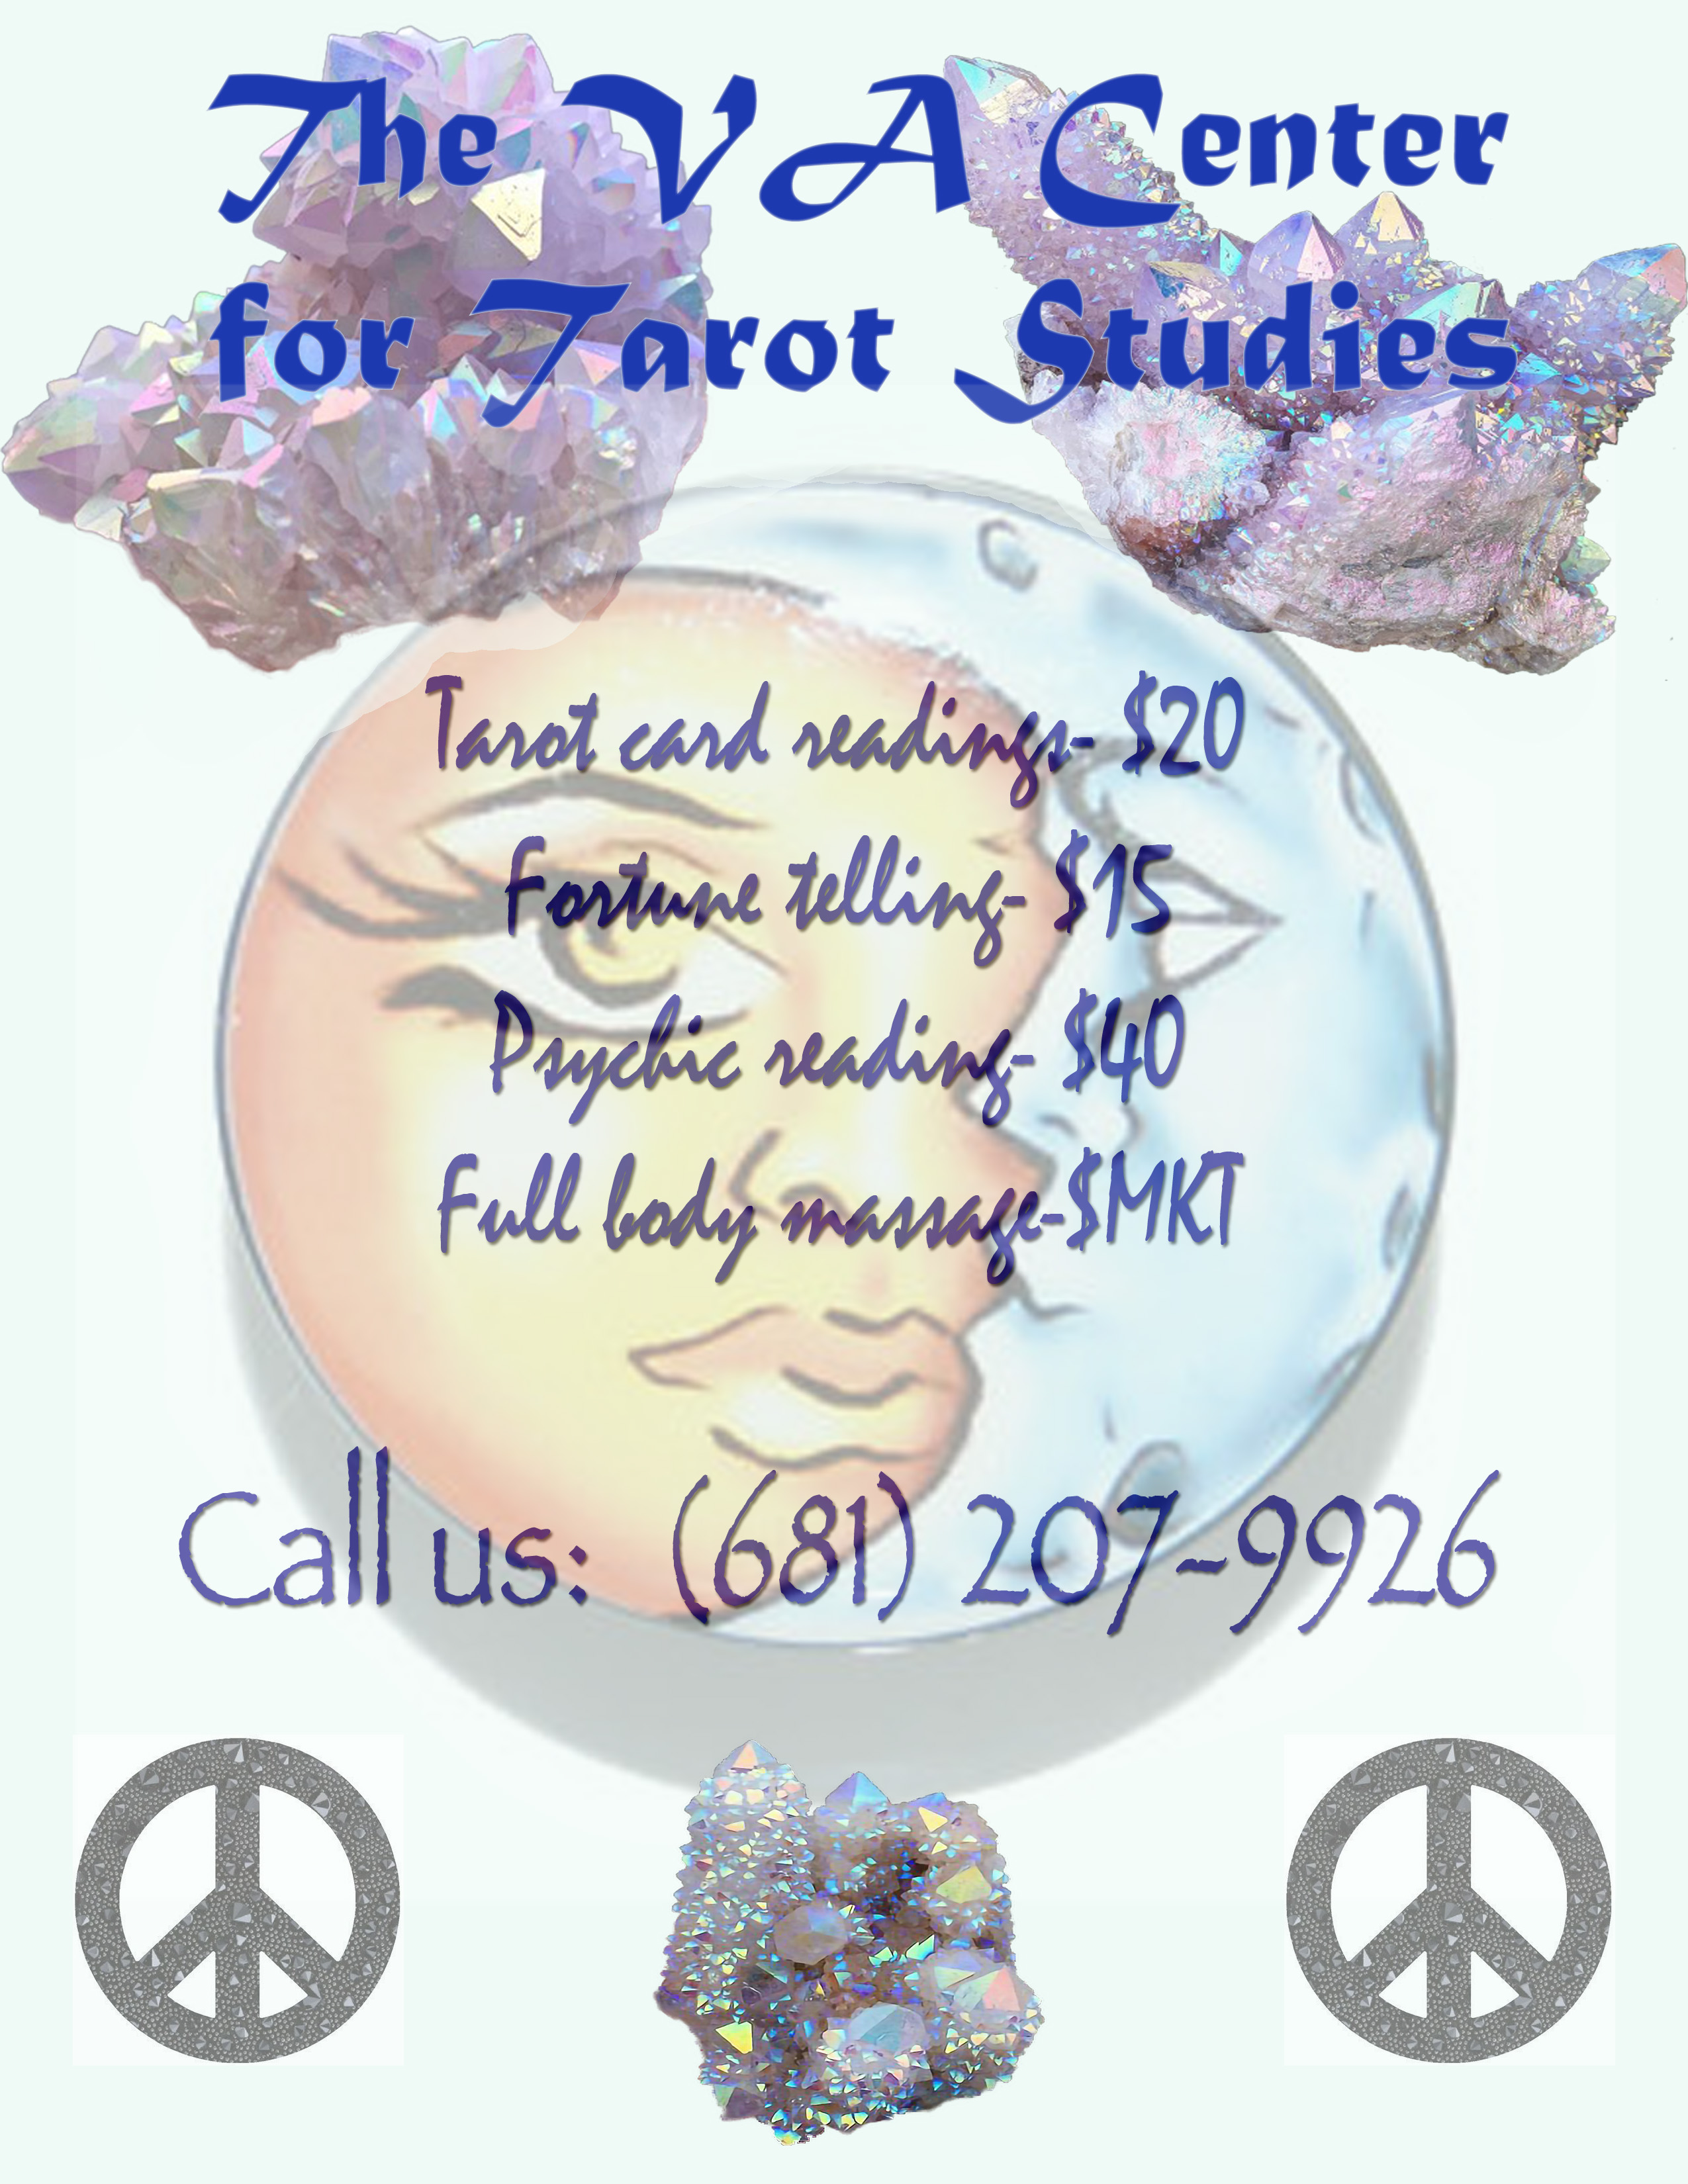 The VA Center
for Tarot Studies
Tarot card readings- $20
Fortune telling- $15
Psychic reading- $40
Full body massage-$MKT
Call us: (681) 207-9926